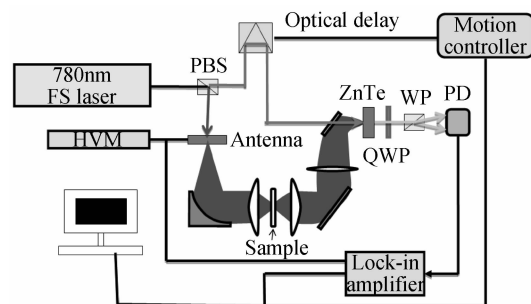 Optical delay
Motion
controller
780nm
FS laser
PBS
ZnTe
WP
PD
HVM
Antenna
QWP
Sample
Lock-in
amplifier